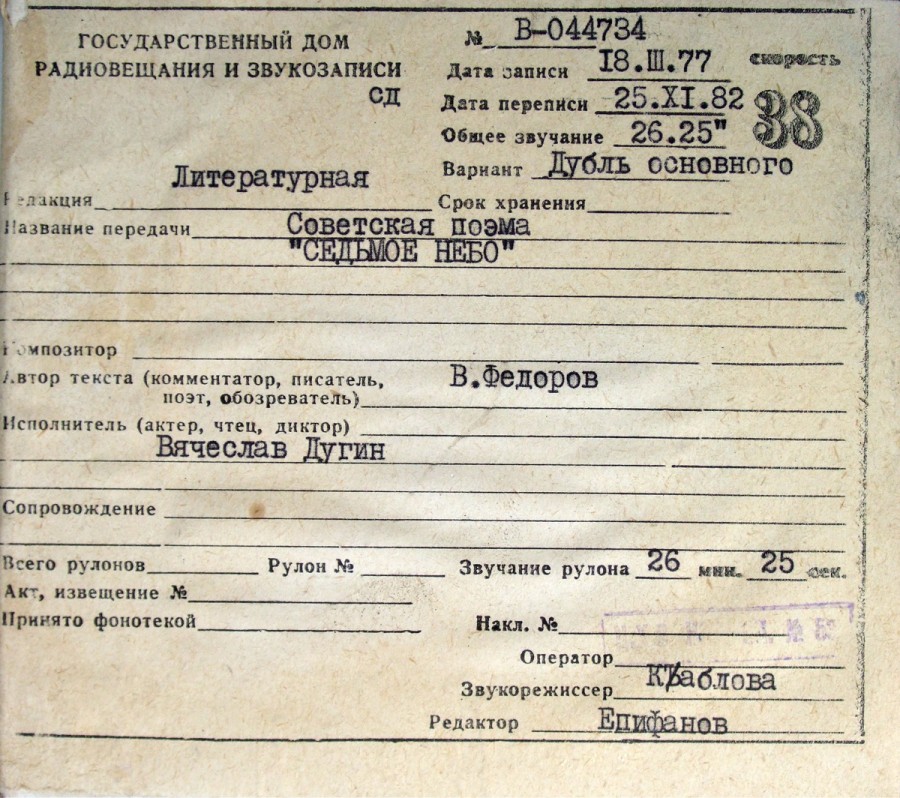 ГОСУДАРСТВЕННЫЙ ДОМ
РАДИОВЕЩАНИЯ И ЗВУКОЗАПИСИ
СД
№ В-044734
Дата записи 18.III.77 скорость
Дата переписи 25.XI.82 38
Общее звучание 26.25"
Вариант Дубль основного
Редакция Литературная
Срок хранения
Название передачи Советская поэма
"СЕДЬМОЕ НЕБО"
Композитор
Автор текста (комментатор, писатель, В.Федоров
поэт, обозреватель)
Исполнитель (актер, чтец, диктор)
Вячеслав Дугин
Сопровождение
Всего рулонов Рулон № Звучание рулона 26 мин. 25 сек.
Акт, извещение №
Принято фонотекой Накл. №
Оператор
Звукорежиссер
Редактор Епифанов